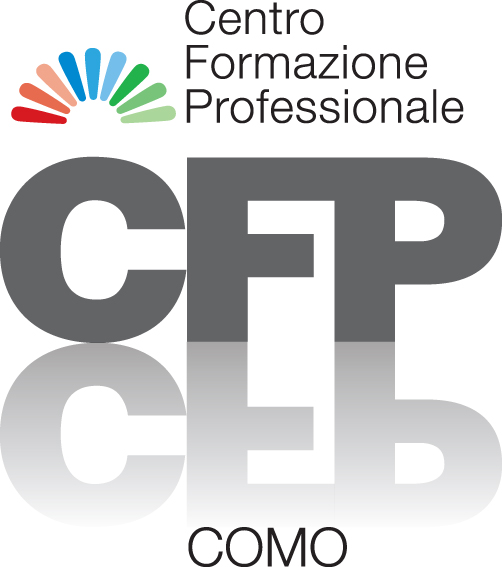 Centro
Formazione
Professionale
CFP
COMO